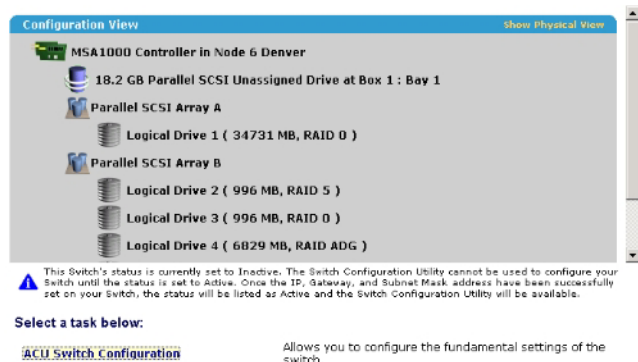 Configuration View
Show Physical View
MSA1000 Controller in Node 6 Denver
18.2 GB Parallel SCSI Unassigned Drive at Box 1 : Bay 1
Parallel SCSI Array A
Logical Drive 1 ( 34731 MB, RAID 0 )
Parallel SCSI Array B
Logical Drive 2 ( 996 MB, RAID 5 )
Logical Drive 3 ( 996 MB, RAID 0 )
Logical Drive 4 ( 6829 MB, RAID ADG )
This Switch's status is currently set to Inactive. The Switch Configuration Utility cannot be used to configure your
Switch until the status is set to Active. Once the IP, Gateway, and Subnet Mask address have been successfully
set on your Switch, the status will be listed as Active and the Switch Configuration Utility will be available.
Select a task below:
ACU Switch Configuration
Allows you to configure the fundamental settings of the
switch